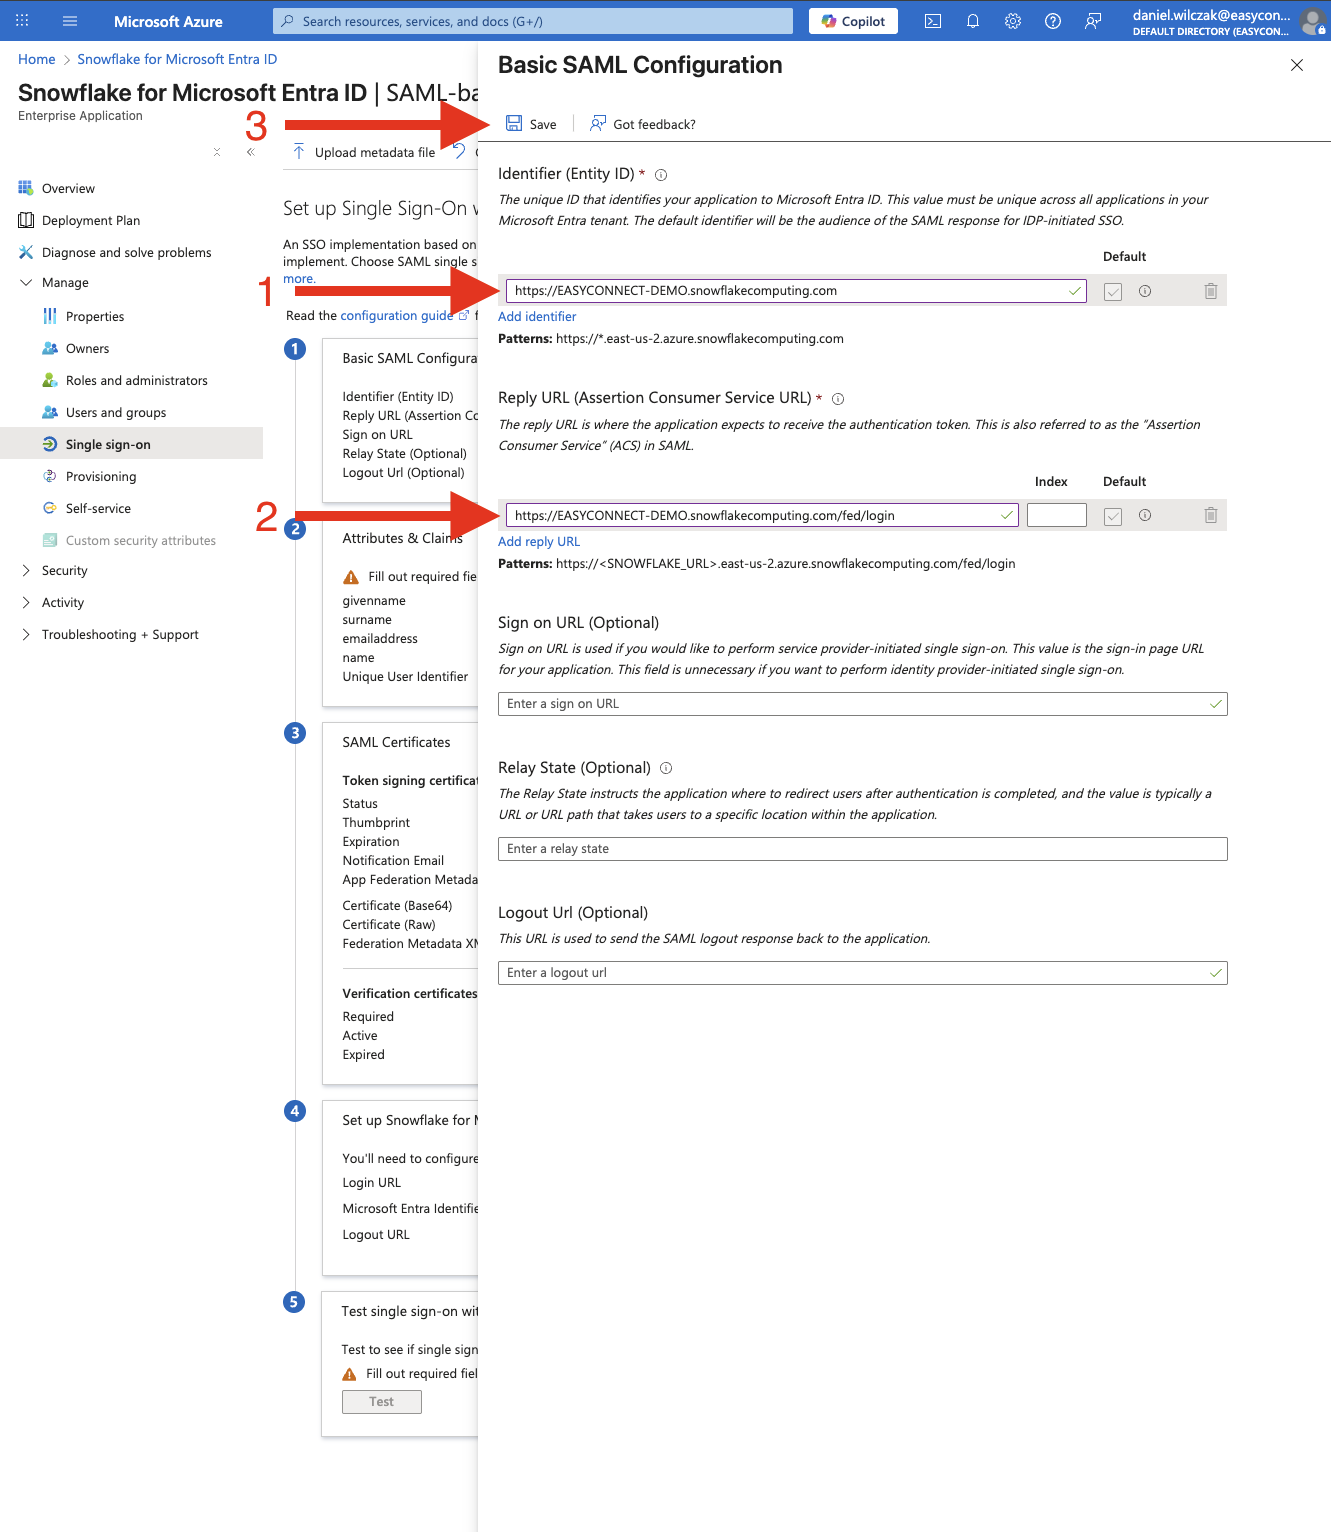 Microsoft Azure
Search resources, services, and docs (G+/)
Copilot
daniel.wilczak@easycon...
DEFAULT DIRECTORY (EASYCON...
Home > Snowflake for Microsoft Entra ID
Snowflake for Microsoft Entra ID | SAML-ba
Enterprise Application
Upload metadata file
Overview
Deployment Plan
Diagnose and solve problems
Manage
Properties
Owners
Roles and administrators
Users and groups
Single sign-on
Provisioning
Self-service
Custom security attributes
Security
Activity
Troubleshooting + Support
Set up Single Sign-On w
An SSO implementation based on
implement. Choose SAML single s
more.
Read the configuration guide f
1
Basic SAML Configura
Identifier (Entity ID)
Reply URL (Assertion Co
Sign on URL
Relay State (Optional)
Logout Url (Optional)
2
Attributes & Claims
Fill out required fie
givenname
surname
emailaddress
name
Unique User Identifier
3
SAML Certificates
Token signing certificat
Status
Thumbprint
Expiration
Notification Email
App Federation Metada
Certificate (Base64)
Certificate (Raw)
Federation Metadata XM
Verification certificates
Required
Active
Expired
4
Set up Snowflake for M
You'll need to configure
Login URL
Microsoft Entra Identifie
Logout URL
5
Test single sign-on wit
Test to see if single sign
Fill out required fiel
Test
Basic SAML Configuration
3
Save
Got feedback?
Identifier (Entity ID) *
The unique ID that identifies your application to Microsoft Entra ID. This value must be unique across all applications in your
Microsoft Entra tenant. The default identifier will be the audience of the SAML response for IDP-initiated SSO.
Default
1
https://EASYCONNECT-DEMO.snowflakecomputing.com
Add identifier
Patterns: https://*.east-us-2.azure.snowflakecomputing.com
Reply URL (Assertion Consumer Service URL) *
The reply URL is where the application expects to receive the authentication token. This is also referred to as the “Assertion
Consumer Service” (ACS) in SAML.
Index Default
2
https://EASYCONNECT-DEMO.snowflakecomputing.com/fed/login
Add reply URL
Patterns: https://<SNOWFLAKE_URL>.east-us-2.azure.snowflakecomputing.com/fed/login
Sign on URL (Optional)
Sign on URL is used if you would like to perform service provider-initiated single sign-on. This value is the sign-in page URL
for your application. This field is unnecessary if you want to perform identity provider-initiated single sign-on.
Enter a sign on URL
Relay State (Optional)
The Relay State instructs the application where to redirect users after authentication is completed, and the value is typically a
URL or URL path that takes users to a specific location within the application.
Enter a relay state
Logout Url (Optional)
This URL is used to send the SAML logout response back to the application.
Enter a logout url